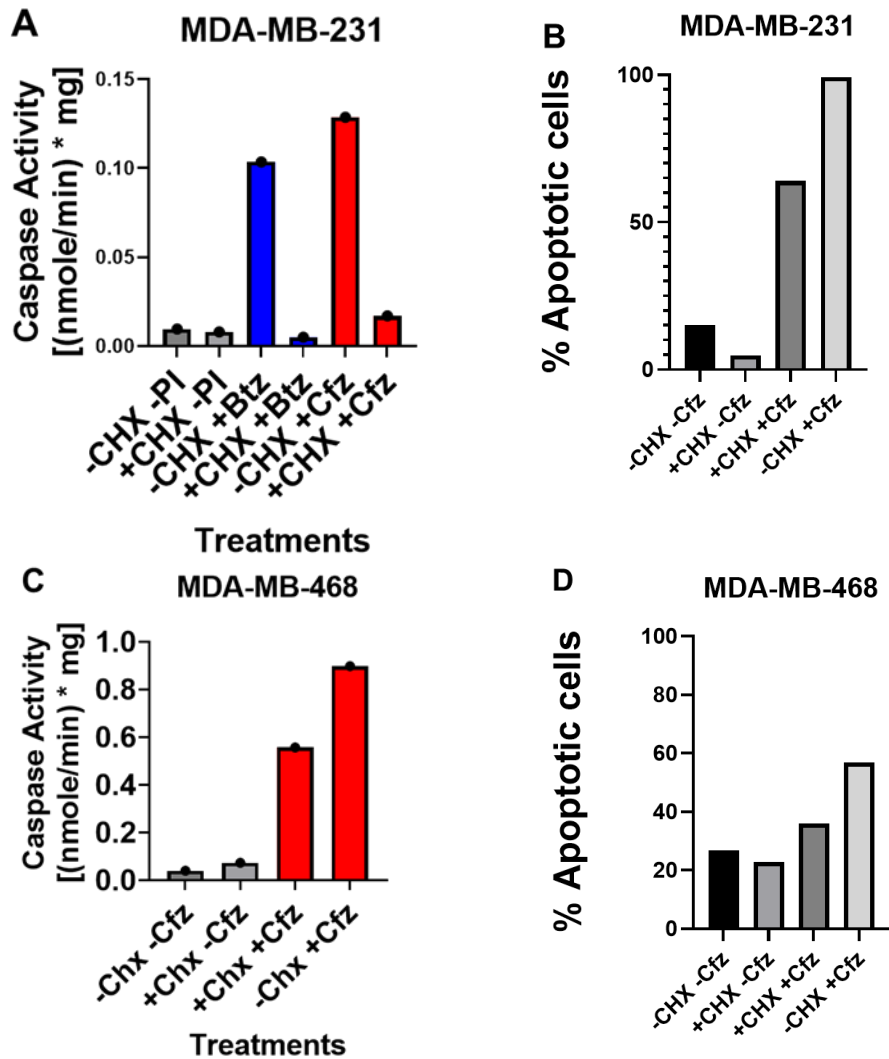 A
MDA-MB-231
Caspase Activity
[(nmole/min) * mg]
0.15
0.10
0.05
0.00
-CHX -PI
+CHX -PI
-CHX +Btz
+CHX +Btz
-CHX +Cfz
+CHX +Cfz
Treatments
B
MDA-MB-231
% Apoptotic cells
100
50
0
-CHX -Cfz
+CHX -Cfz
+CHX +Cfz
-CHX +Cfz
C
MDA-MB-468
Caspase Activity
[(nmole/min) * mg]
1.0
0.8
0.6
0.4
0.2
0.0
-Chx -Cfz
+Chx -Cfz
+Chx +Cfz
-Chx +Cfz
Treatments
D
MDA-MB-468
% Apoptotic cells
100
80
60
40
20
0
-CHX -Cfz
+CHX -Cfz
+CHX +Cfz
-CHX +Cfz